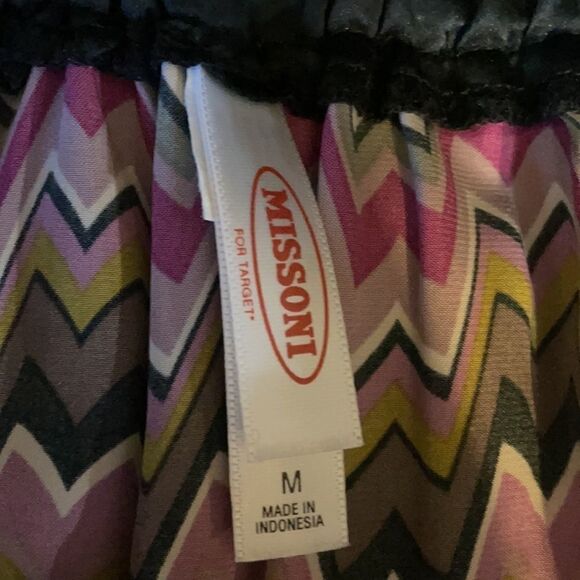 MISSONI
FOR TARGET*
M
MADE IN
INDONESIA